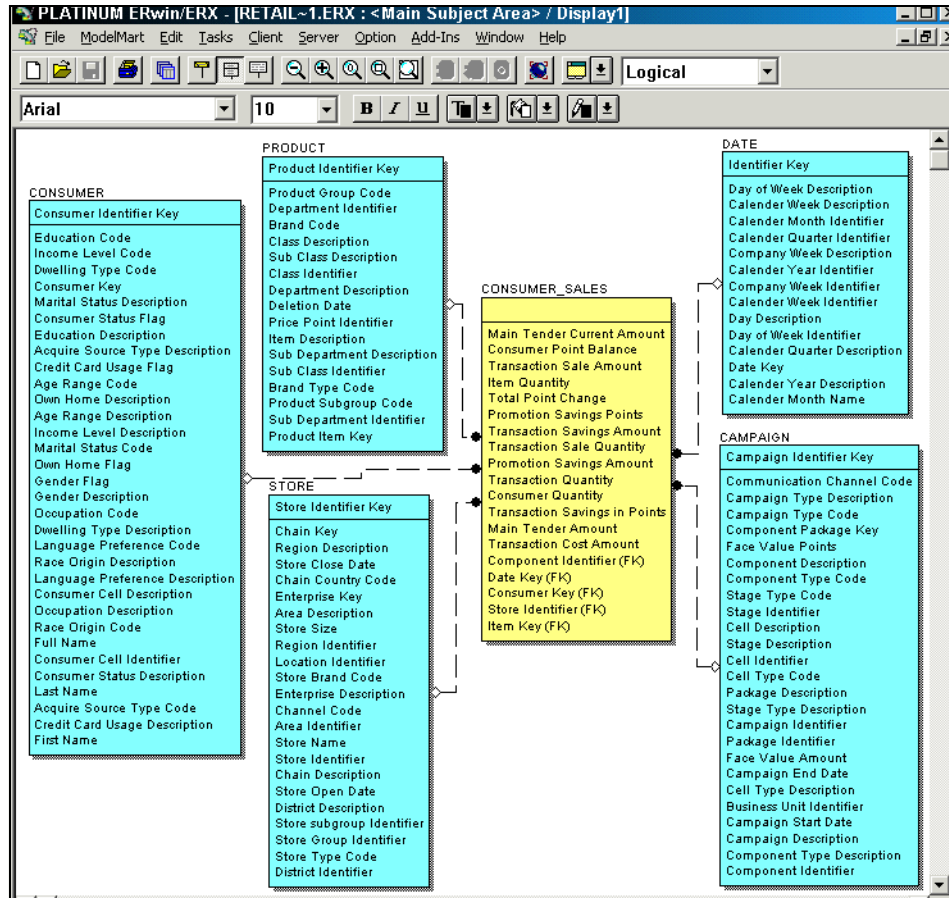 PLATINUM ERwin/ERX - [RETAIL~1.ERX : <Main Subject Area> / Display1]
File ModelMart Edit Tasks Client Server Option Add-Ins Window Help
Logical
Arial 10 B I U T
CONSUMER
Consumer Identifier Key
Education Code
Income Level Code
Dwelling Type Code
Consumer Key
Marital Status Description
Consumer Status Flag
Education Description
Acquire Source Type Description
Credit Card Usage Flag
Age Range Code
Own Home Description
Age Range Description
Income Level Description
Marital Status Code
Own Home Flag
Gender Flag
Gender Description
Occupation Code
Dwelling Type Description
Language Preference Code
Race Origin Description
Language Preference Description
Consumer Cell Description
Occupation Description
Race Origin Code
Full Name
Consumer Cell Identifier
Consumer Status Description
Last Name
Acquire Source Type Code
Credit Card Usage Description
First Name
PRODUCT
Product Identifier Key
Product Group Code
Department Identifier
Brand Code
Class Description
Sub Class Description
Class Identifier
Department Description
Deletion Date
Price Point Identifier
Item Description
Sub Department Description
Sub Class Identifier
Brand Type Code
Product Subgroup Code
Sub Department Identifier
Product Item Key
STORE
Store Identifier Key
Chain Key
Region Description
Store Close Date
Chain Country Code
Enterprise Key
Area Description
Store Size
Region Identifier
Location Identifier
Store Brand Code
Enterprise Description
Channel Code
Area Identifier
Store Name
Store Identifier
Chain Description
Store Open Date
District Description
Store subgroup Identifier
Store Group Identifier
Store Type Code
District Identifier
CONSUMER_SALES
Main Tender Current Amount
Consumer Point Balance
Transaction Sale Amount
Item Quantity
Total Point Change
Promotion Savings Points
Transaction Savings Amount
Transaction Sale Quantity
Promotion Savings Amount
Transaction Quantity
Consumer Quantity
Transaction Savings in Points
Main Tender Amount
Transaction Cost Amount
Component Identifier (FK)
Date Key (FK)
Consumer Key (FK)
Store Identifier (FK)
Item Key (FK)
DATE
Identifier Key
Day of Week Description
Calender Week Description
Calender Month Identifier
Calender Quarter Identifier
Company Week Description
Calender Year Identifier
Company Week Identifier
Calender Week Identifier
Day Description
Day of Week Identifier
Calender Quarter Description
Date Key
Calender Year Description
Calender Month Name
CAMPAIGN
Campaign Identifier Key
Communication Channel Code
Campaign Type Description
Campaign Type Code
Component Package Key
Face Value Points
Component Description
Component Type Code
Stage Type Code
Stage Identifier
Cell Description
Stage Description
Cell Identifier
Cell Type Code
Package Description
Stage Type Description
Campaign Identifier
Package Identifier
Face Value Amount
Campaign End Date
Cell Type Description
Business Unit Identifier
Campaign Start Date
Campaign Description
Component Type Description
Component Identifier